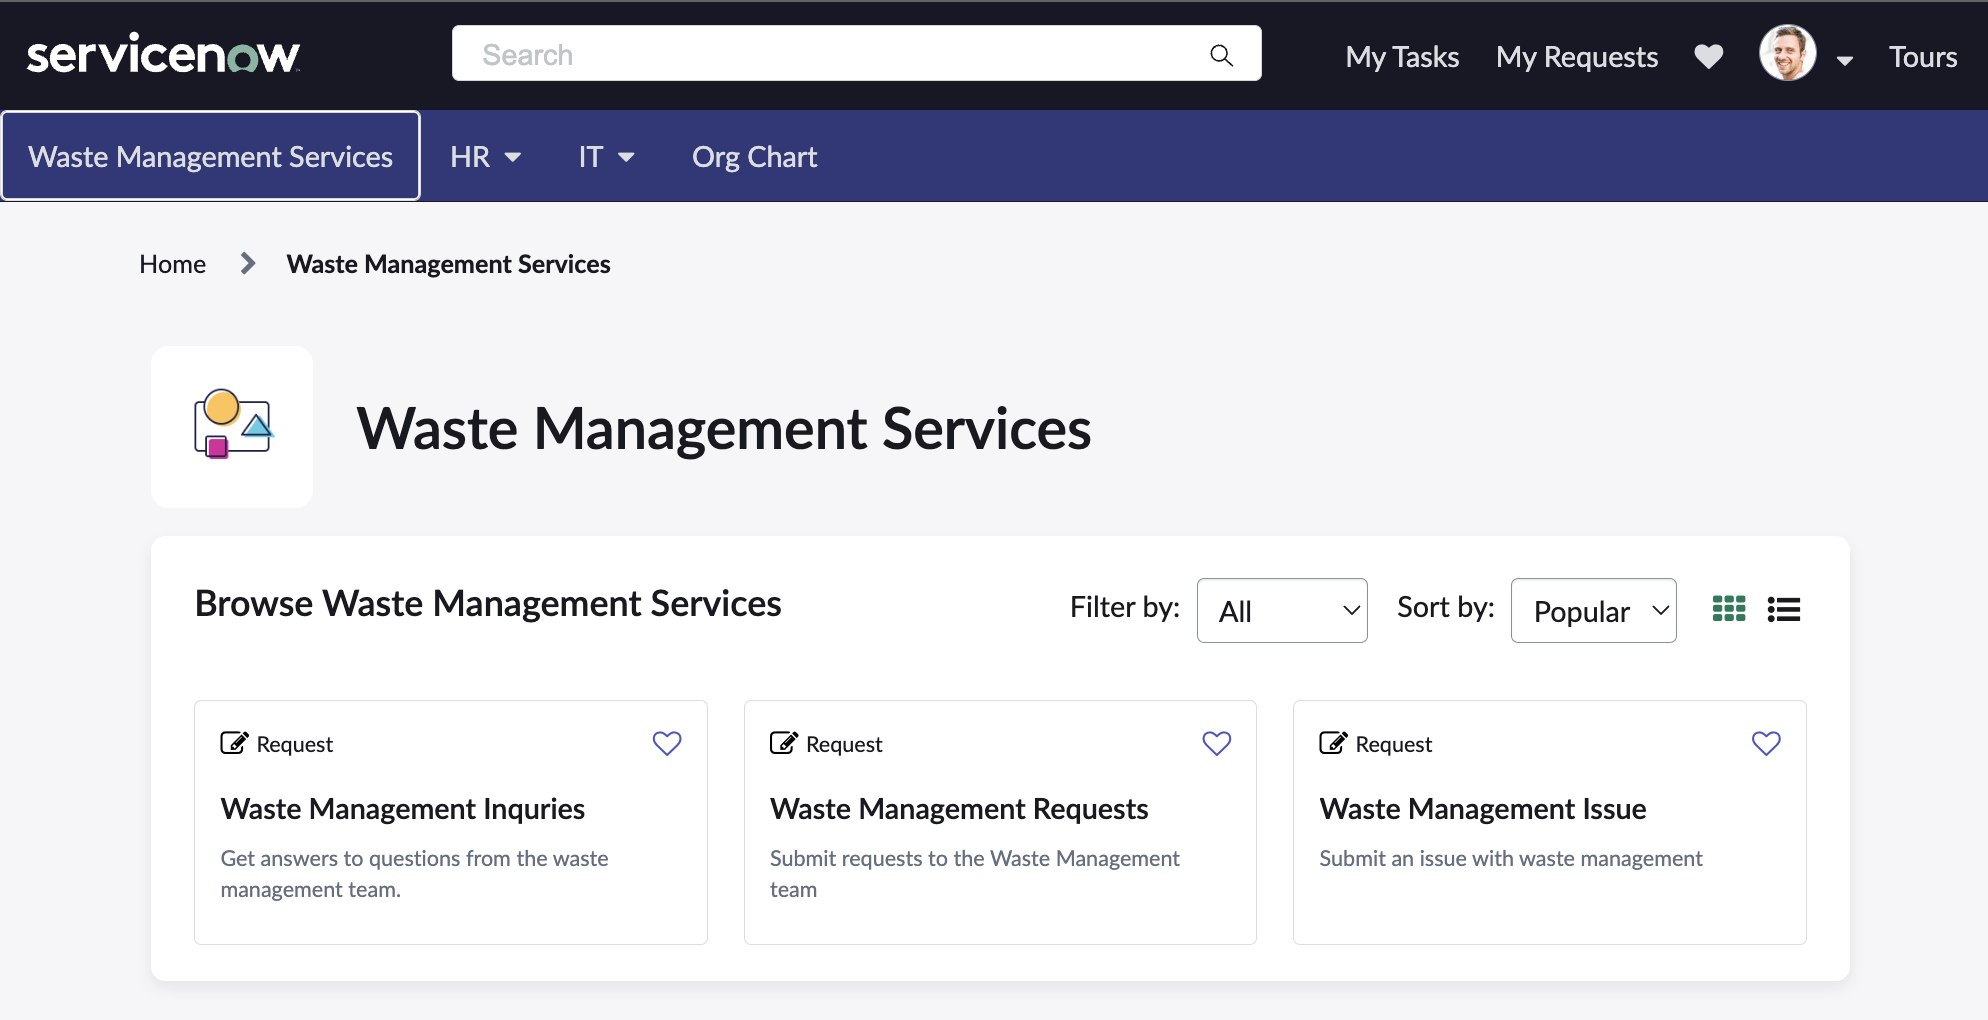 servicenow
Search
My Tasks
My Requests
Tours
Waste Management Services
HR
IT
Org Chart
Home
Waste Management Services
Waste Management Services
Browse Waste Management Services
Filter by:
All
Sort by:
Popular
Request
Waste Management Inquries
Get answers to questions from the waste
management team.
Request
Waste Management Requests
Submit requests to the Waste Management
team
Request
Waste Management Issue
Submit an issue with waste management